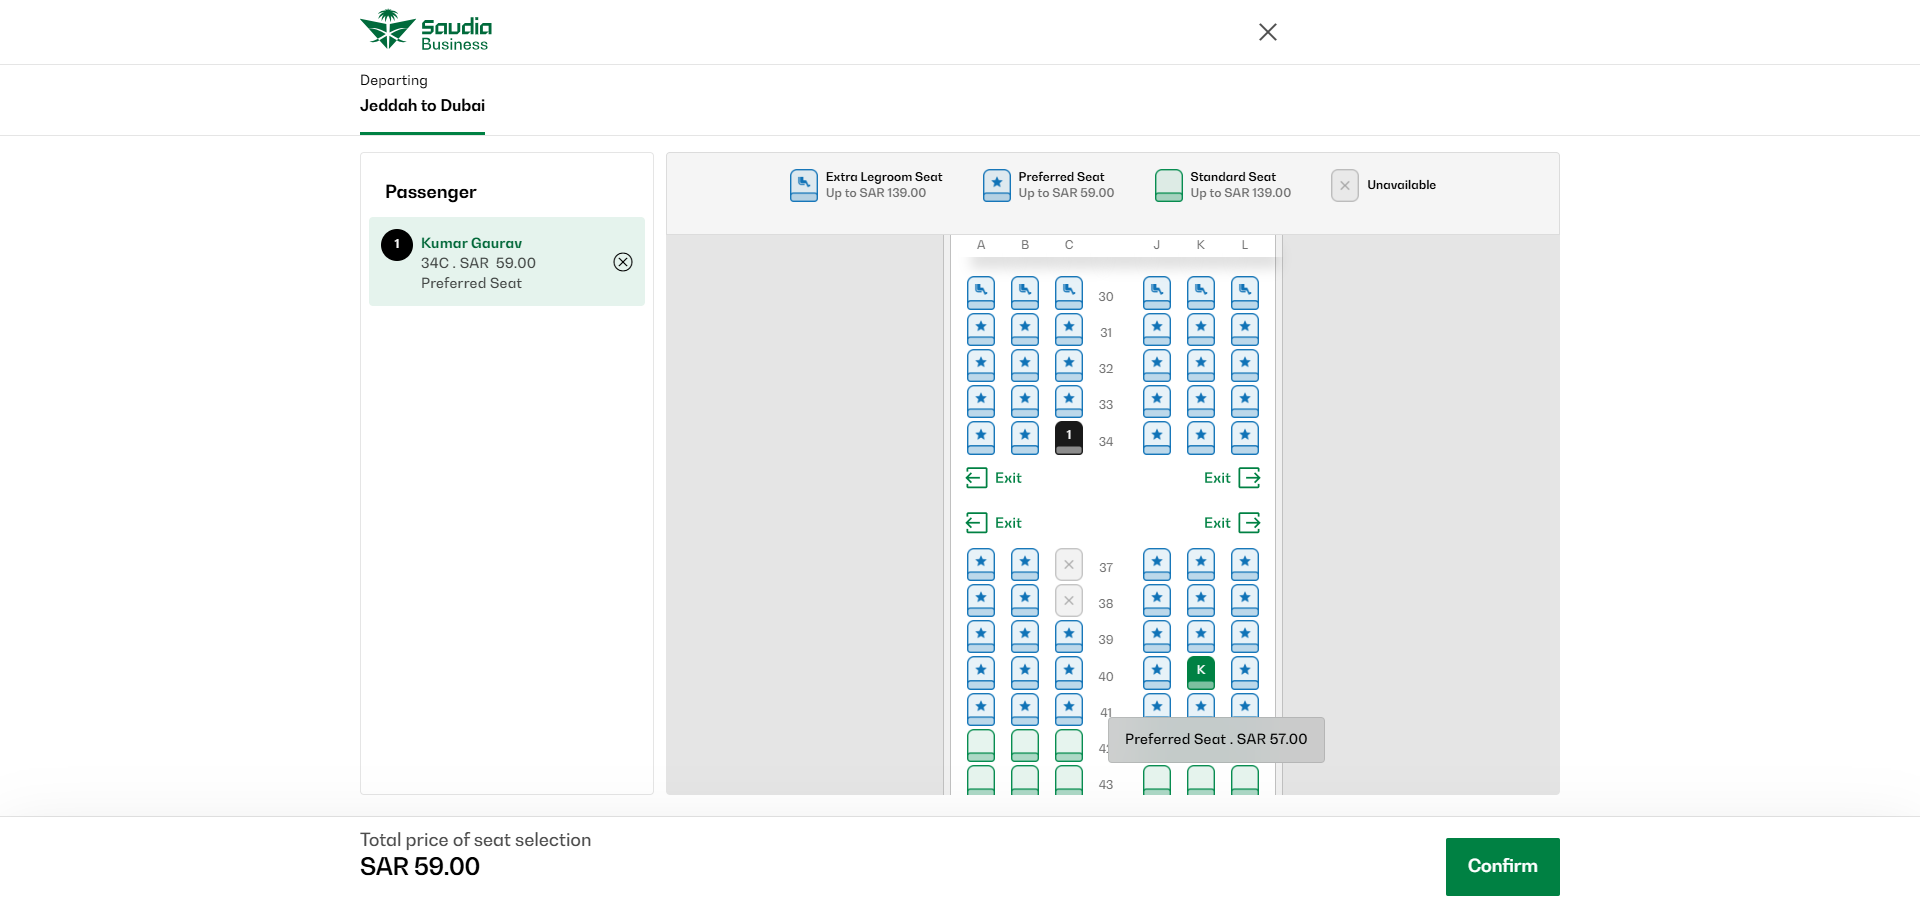 Saudia
Business
Departing
Jeddah to Dubai
Passenger
1
Kumar Gaurav
34C . SAR 59.00
Preferred Seat
Extra Legroom Seat
Up to SAR 139.00
Preferred Seat
Up to SAR 59.00
Standard Seat
Up to SAR 139.00
Unavailable
A B C J K L
30
31
32
33
1 34
Exit Exit
Exit Exit
37
38
39
40 K
41
Preferred Seat . SAR 57.00
43
Total price of seat selection
SAR 59.00
Confirm